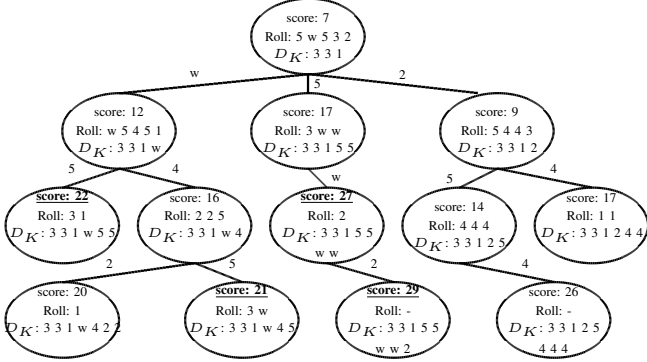 score: 7
Roll: 5 w 5 3 2
D_K: 3 3 1
w
5
2
score: 12
Roll: w 5 4 5 1
D_K: 3 3 1 w
score: 17
Roll: 3 w w
D_K: 3 3 1 5 5
score: 9
Roll: 5 4 4 3
D_K: 3 3 1 2
5
4
w
5
4
score: 22
Roll: 3 1
D_K: 3 3 1 w 5 5
score: 16
Roll: 2 2 5
D_K: 3 3 1 w 4
score: 27
Roll: 2
D_K: 3 3 1 5 5
w w
score: 14
Roll: 4 4 4
D_K: 3 3 1 2 5
score: 17
Roll: 1 1
D_K: 3 3 1 2 4 4
2
5
2
4
score: 20
Roll: 1
D_K: 3 3 1 w 4 2 2
score: 21
Roll: 3 w
D_K: 3 3 1 w 4 5
score: 29
Roll: -
D_K: 3 3 1 5 5
w w 2
score: 26
Roll: -
D_K: 3 3 1 2 5
4 4 4